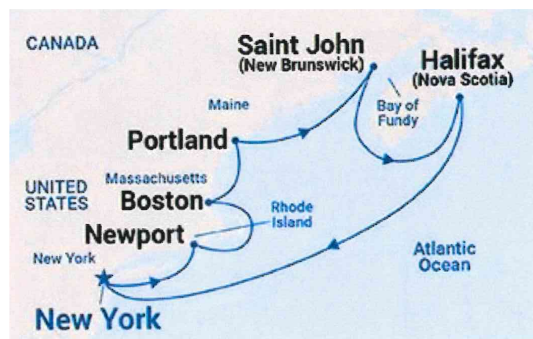 CANADA
Saint John
(New Brunswick)
Halifax
(Nova Scotia)
Maine
Bay of
Fundy
Portland
UNITED
STATES
Massachusetts
Boston
Rhode
Island
Newport
New York
Atlantic
Ocean
New York